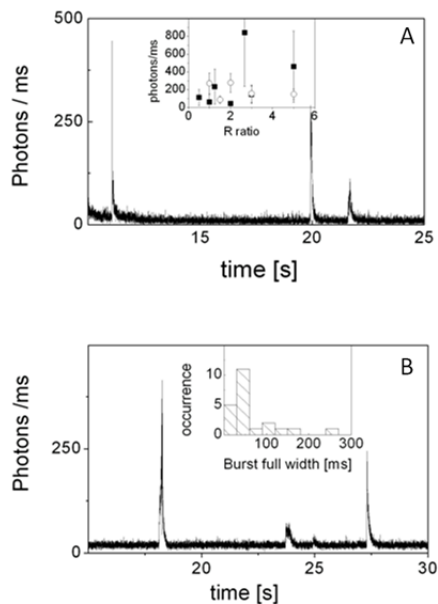 A
500
250
0
Photons / ms
15 20 25
time [s]
800
600
400
200
0
photons/ms
0 2 4 6
R ratio
B
250
0
Photons /ms
20 25 30
time [s]
10
5
0
occurrence
100 200 300
Burst full width [ms]